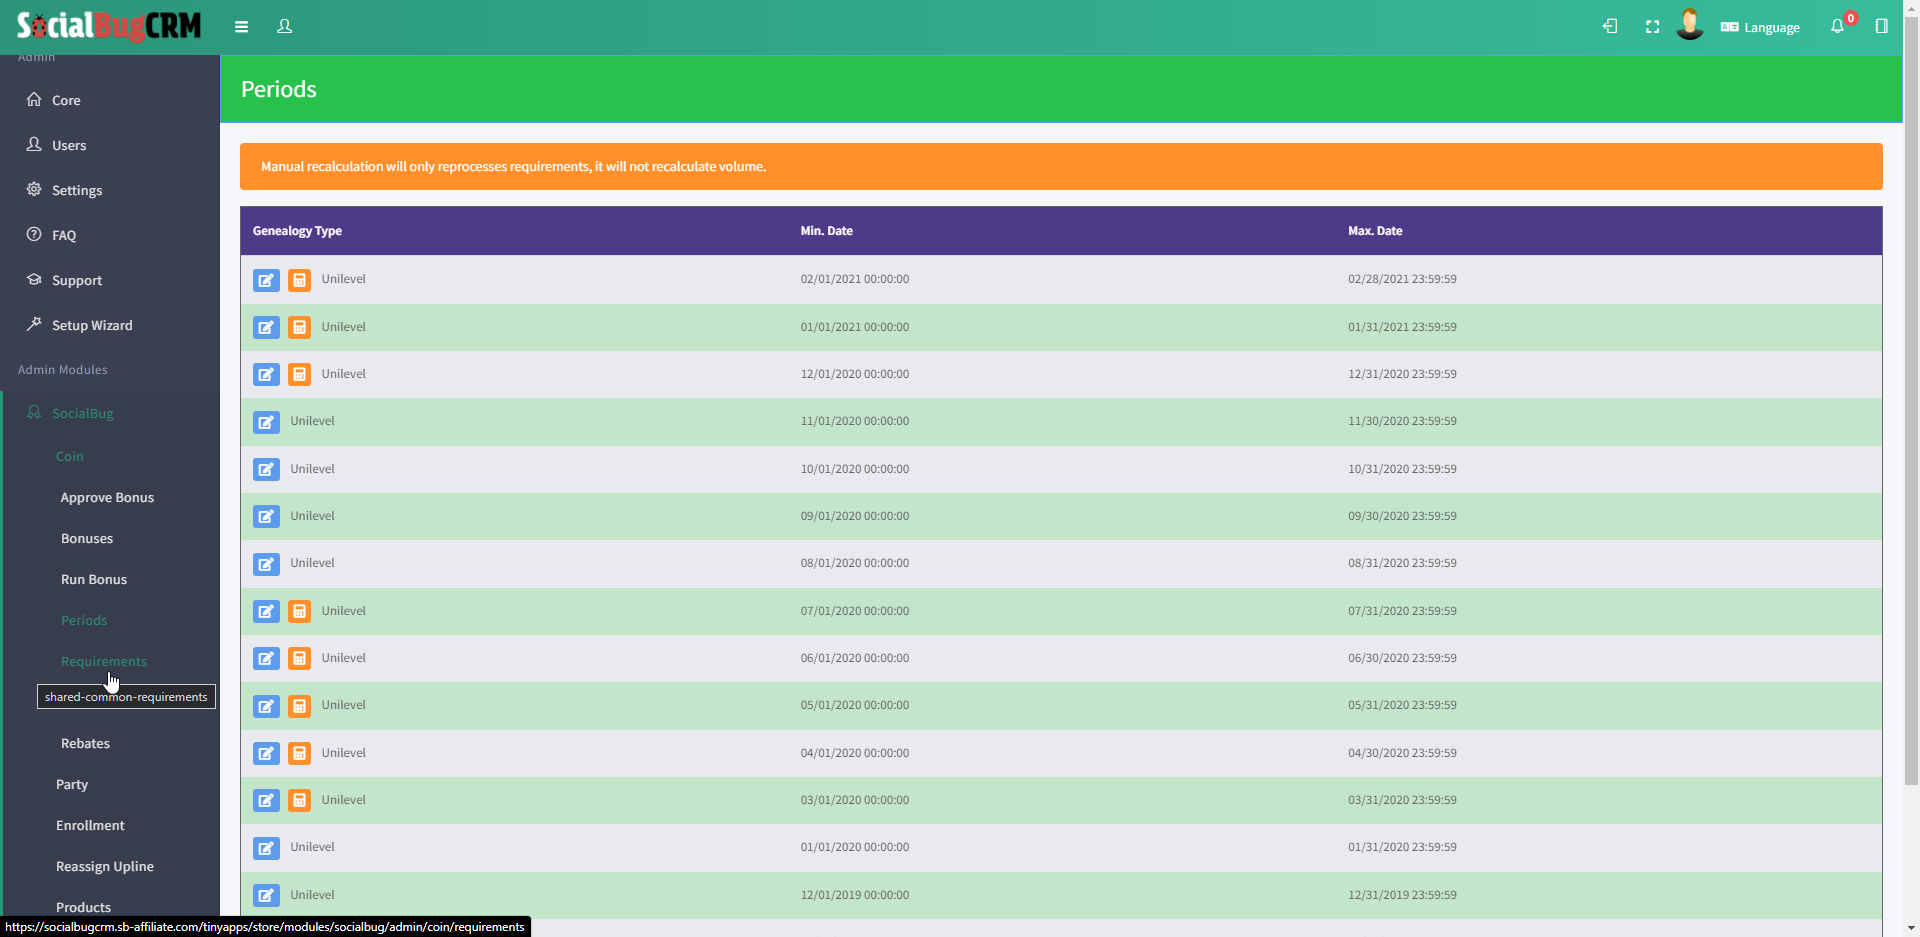 SocialBugCRM
Language
0
Admin
Core
Users
Settings
FAQ
Support
Setup Wizard
Admin Modules
SocialBug
Coin
Approve Bonus
Bonuses
Run Bonus
Periods
Requirements
shared-common-requirements
Rebates
Party
Enrollment
Reassign Upline
Products
Periods
Manual recalculation will only reprocesses requirements, it will not recalculate volume.
Genealogy Type Min. Date Max. Date
Unilevel 02/01/2021 00:00:00 02/28/2021 23:59:59
Unilevel 01/01/2021 00:00:00 01/31/2021 23:59:59
Unilevel 12/01/2020 00:00:00 12/31/2020 23:59:59
Unilevel 11/01/2020 00:00:00 11/30/2020 23:59:59
Unilevel 10/01/2020 00:00:00 10/31/2020 23:59:59
Unilevel 09/01/2020 00:00:00 09/30/2020 23:59:59
Unilevel 08/01/2020 00:00:00 08/31/2020 23:59:59
Unilevel 07/01/2020 00:00:00 07/31/2020 23:59:59
Unilevel 06/01/2020 00:00:00 06/30/2020 23:59:59
Unilevel 05/01/2020 00:00:00 05/31/2020 23:59:59
Unilevel 04/01/2020 00:00:00 04/30/2020 23:59:59
Unilevel 03/01/2020 00:00:00 03/31/2020 23:59:59
Unilevel 01/01/2020 00:00:00 01/31/2020 23:59:59
Unilevel 12/01/2019 00:00:00 12/31/2019 23:59:59
https://socialbugcrm.sb-affiliate.com/tinyapps/store/modules/socialbug/admin/coin/requirements